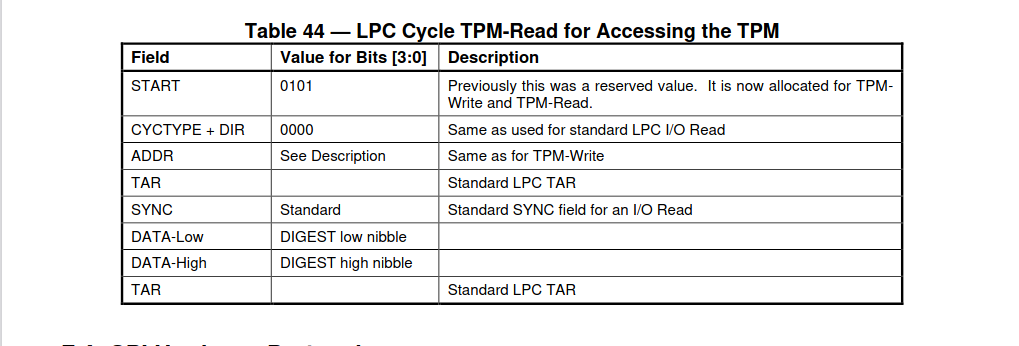 Table 44 — LPC Cycle TPM-Read for Accessing the TPM
Field Value for Bits [3:0] Description
START 0101 Previously this was a reserved value. It is now allocated for TPM-
Write and TPM-Read.
CYCTYPE + DIR 0000 Same as used for standard LPC I/O Read
ADDR See Description Same as for TPM-Write
TAR Standard LPC TAR
SYNC Standard Standard SYNC field for an I/O Read
DATA-Low DIGEST low nibble
DATA-High DIGEST high nibble
TAR Standard LPC TAR